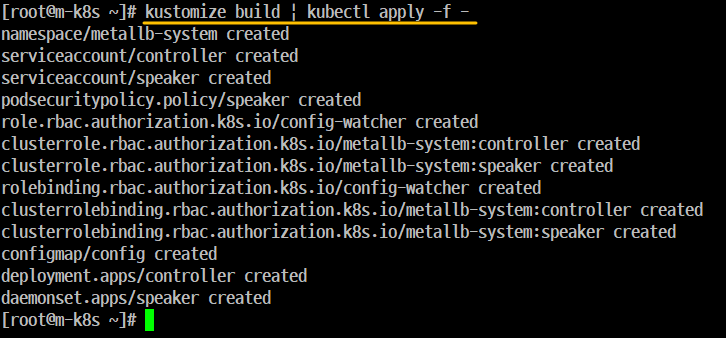 [root@m-k8s ~]# kustomize build | kubectl apply -f -
namespace/metallb-system created
serviceaccount/controller created
serviceaccount/speaker created
podsecuritypolicy.policy/speaker created
role.rbac.authorization.k8s.io/config-watcher created
clusterrole.rbac.authorization.k8s.io/metallb-system:controller created
clusterrole.rbac.authorization.k8s.io/metallb-system:speaker created
rolebinding.rbac.authorization.k8s.io/config-watcher created
clusterrolebinding.rbac.authorization.k8s.io/metallb-system:controller created
clusterrolebinding.rbac.authorization.k8s.io/metallb-system:speaker created
configmap/config created
deployment.apps/controller created
daemonset.apps/speaker created
[root@m-k8s ~]#